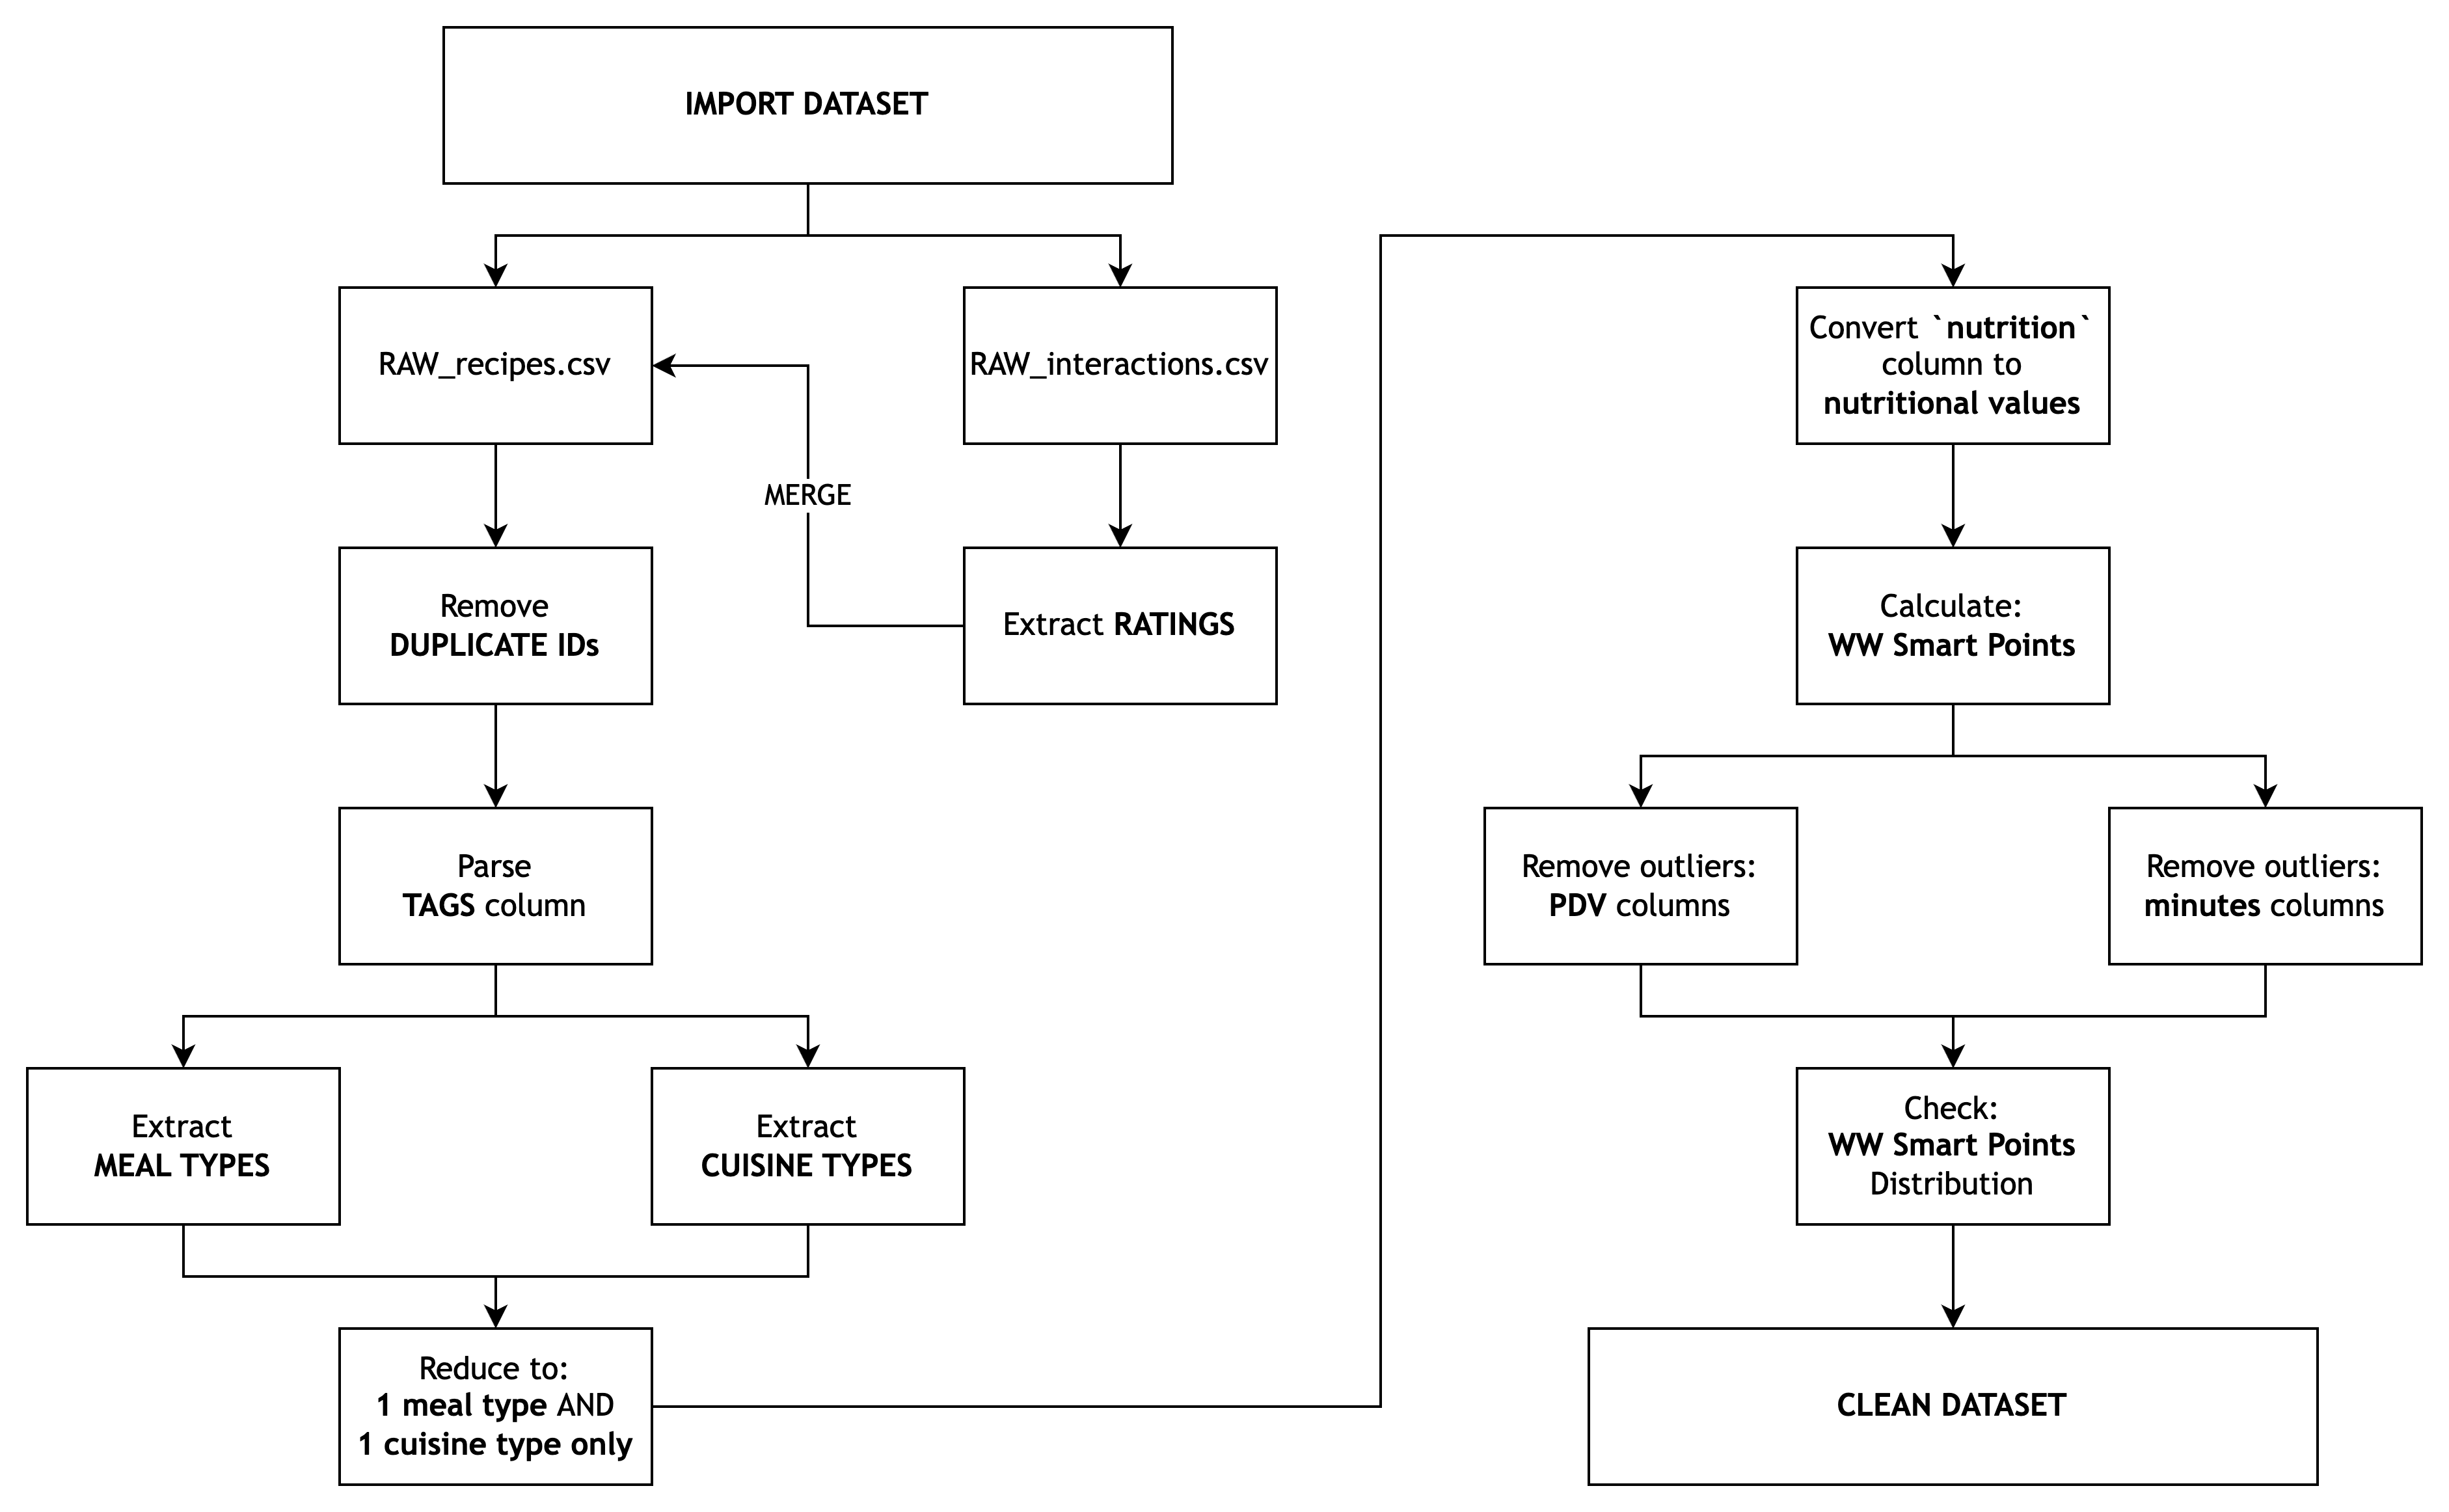 IMPORT DATASET
RAW_recipes.csv
RAW_interactions.csv
MERGE
Remove
DUPLICATE IDs
Extract RATINGS
Parse
TAGS column
Extract
MEAL TYPES
Extract
CUISINE TYPES
Reduce to:
1 meal type AND
1 cuisine type only
Convert `nutrition`
column to
nutritional values
Calculate:
WW Smart Points
Remove outliers:
PDV columns
Remove outliers:
minutes columns
Check:
WW Smart Points
Distribution
CLEAN DATASET